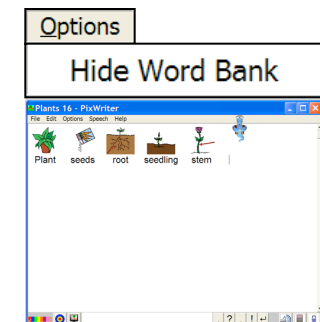 Options
Hide Word Bank
Plants 16 - PixWriter
File Edit Options Speech Help
Plant seeds root seedling stem
. ? , !